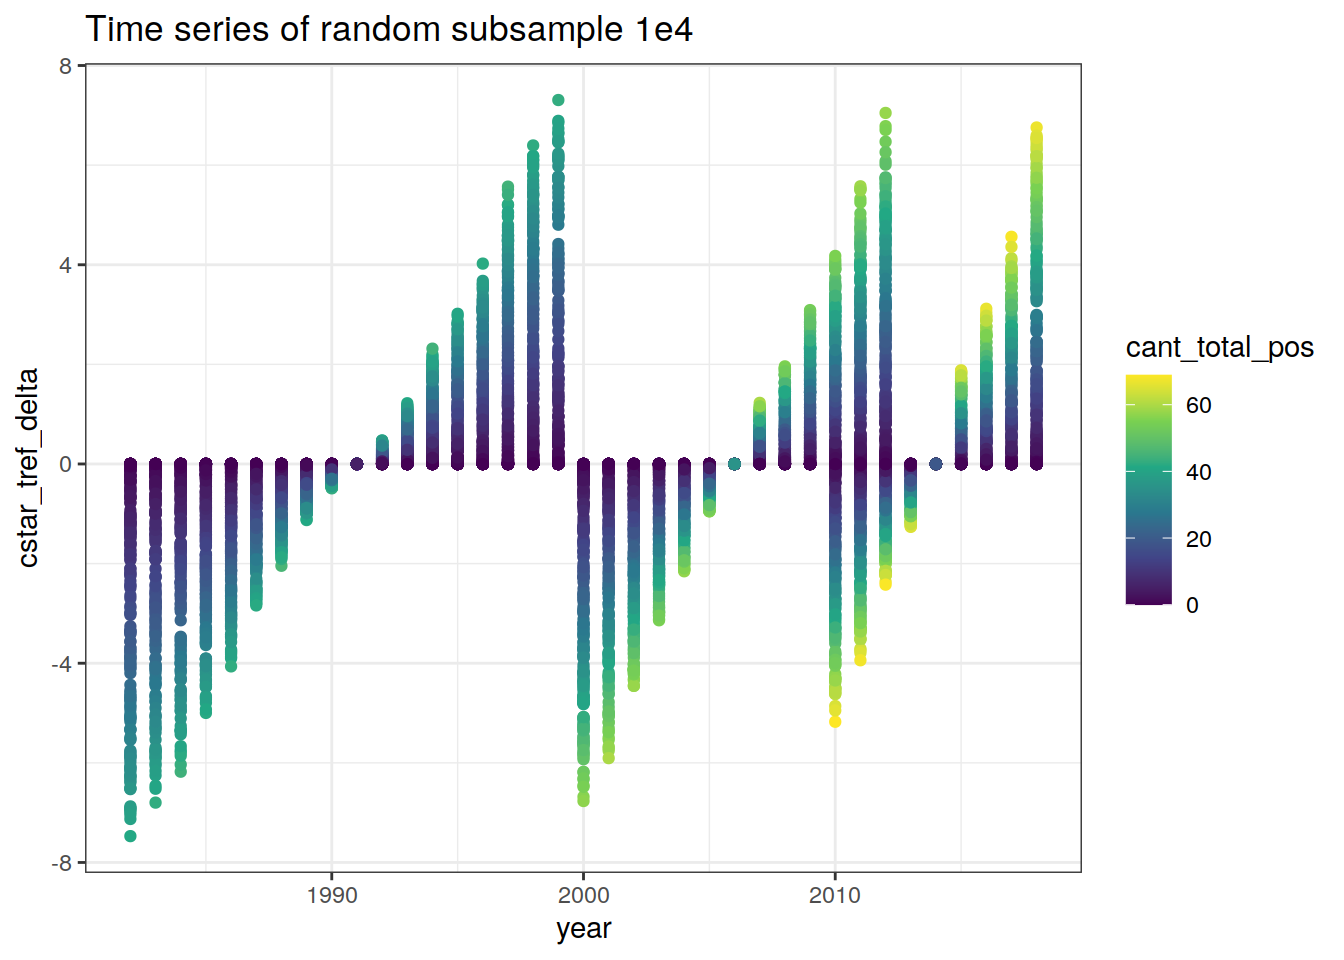 Time series of random subsample 1e4
8
4
0
-4
-8
cstar_tref_delta
1990 2000 2010
year
cant_total_pos
60
40
20
0